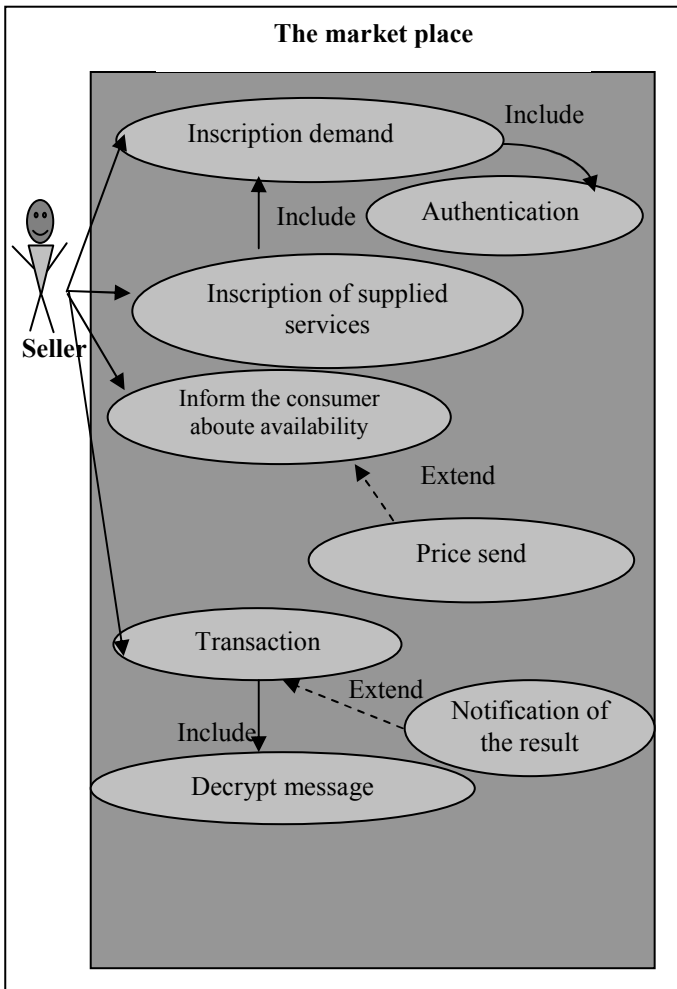 The market place
Inscription demand
Include
Authentication
Include
Inscription of supplied
services
Seller
Inform the consumer
aboute availability
Extend
Price send
Transaction
Extend
Notification of
the result
Include
Decrypt message